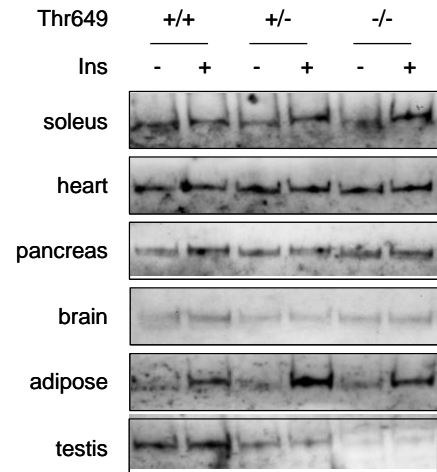 Thr649 +/+ +/- -/-
Ins - + - + - +
soleus
heart
pancreas
brain
adipose
testis